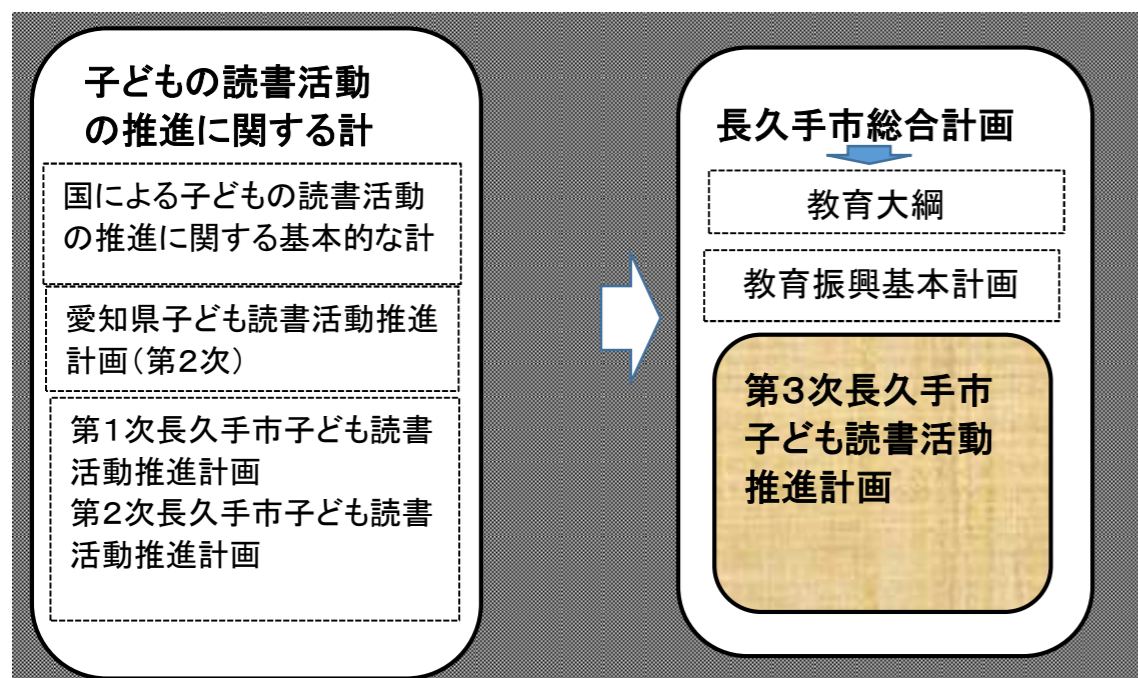 子どもの読書活動
の推進に関する計
国による子どもの読書活動
の推進に関する基本的な計
愛知県子ども読書活動推進
計画(第2次)
第1次長久手市子ども読書
活動推進計画
第2次長久手市子ども読書
活動推進計画
長久手市総合計画
教育大綱
教育振興基本計画
第3次長久手市
子ども読書活動
推進計画